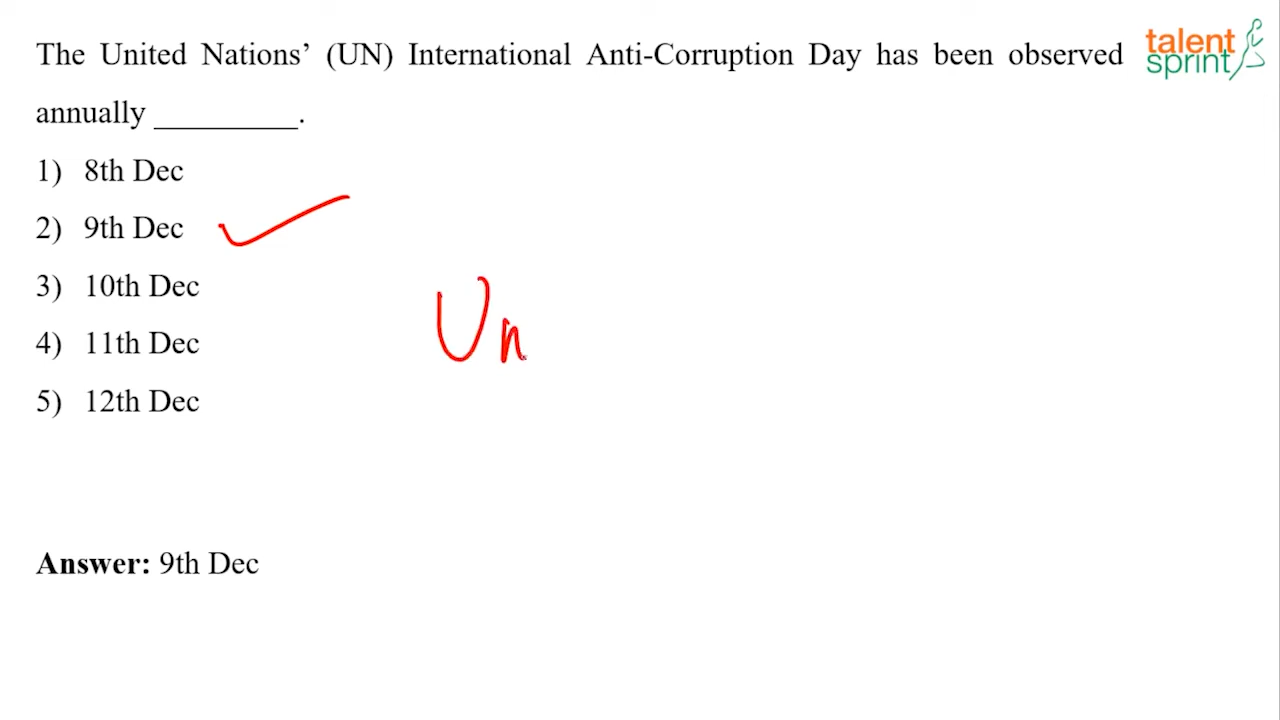 The United Nations’ (UN) International Anti-Corruption Day has been observed
annually _________.
talent
sprint
1) 8th Dec
2) 9th Dec
3) 10th Dec
4) 11th Dec
5) 12th Dec
Un
Answer: 9th Dec